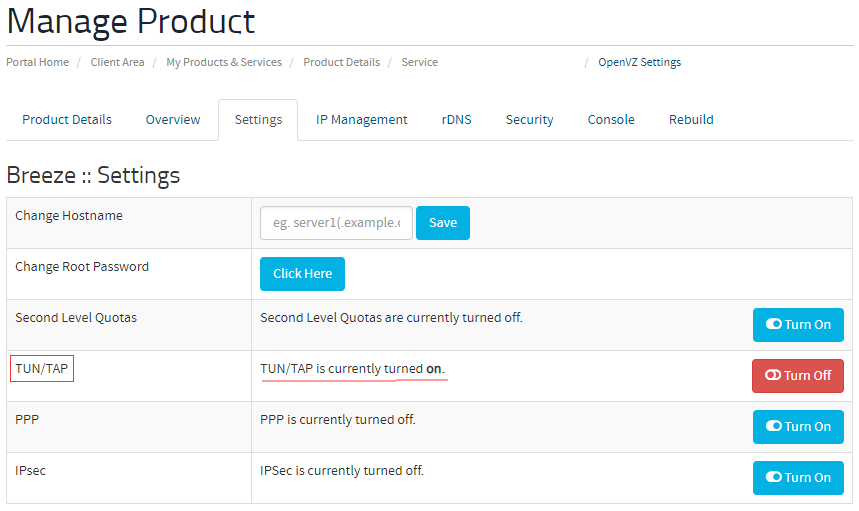 Manage Product
Portal Home / Client Area / My Products & Services / Product Details / Service / OpenVZ Settings
Product Details Overview Settings IP Management rDNS Security Console Rebuild
Breeze :: Settings
Change Hostname eg. server1(.example.c Save
Change Root Password Click Here
Second Level Quotas Second Level Quotas are currently turned off. Turn On
TUN/TAP TUN/TAP is currently turned on. Turn Off
PPP PPP is currently turned off. Turn On
IPsec IPSec is currently turned off. Turn On